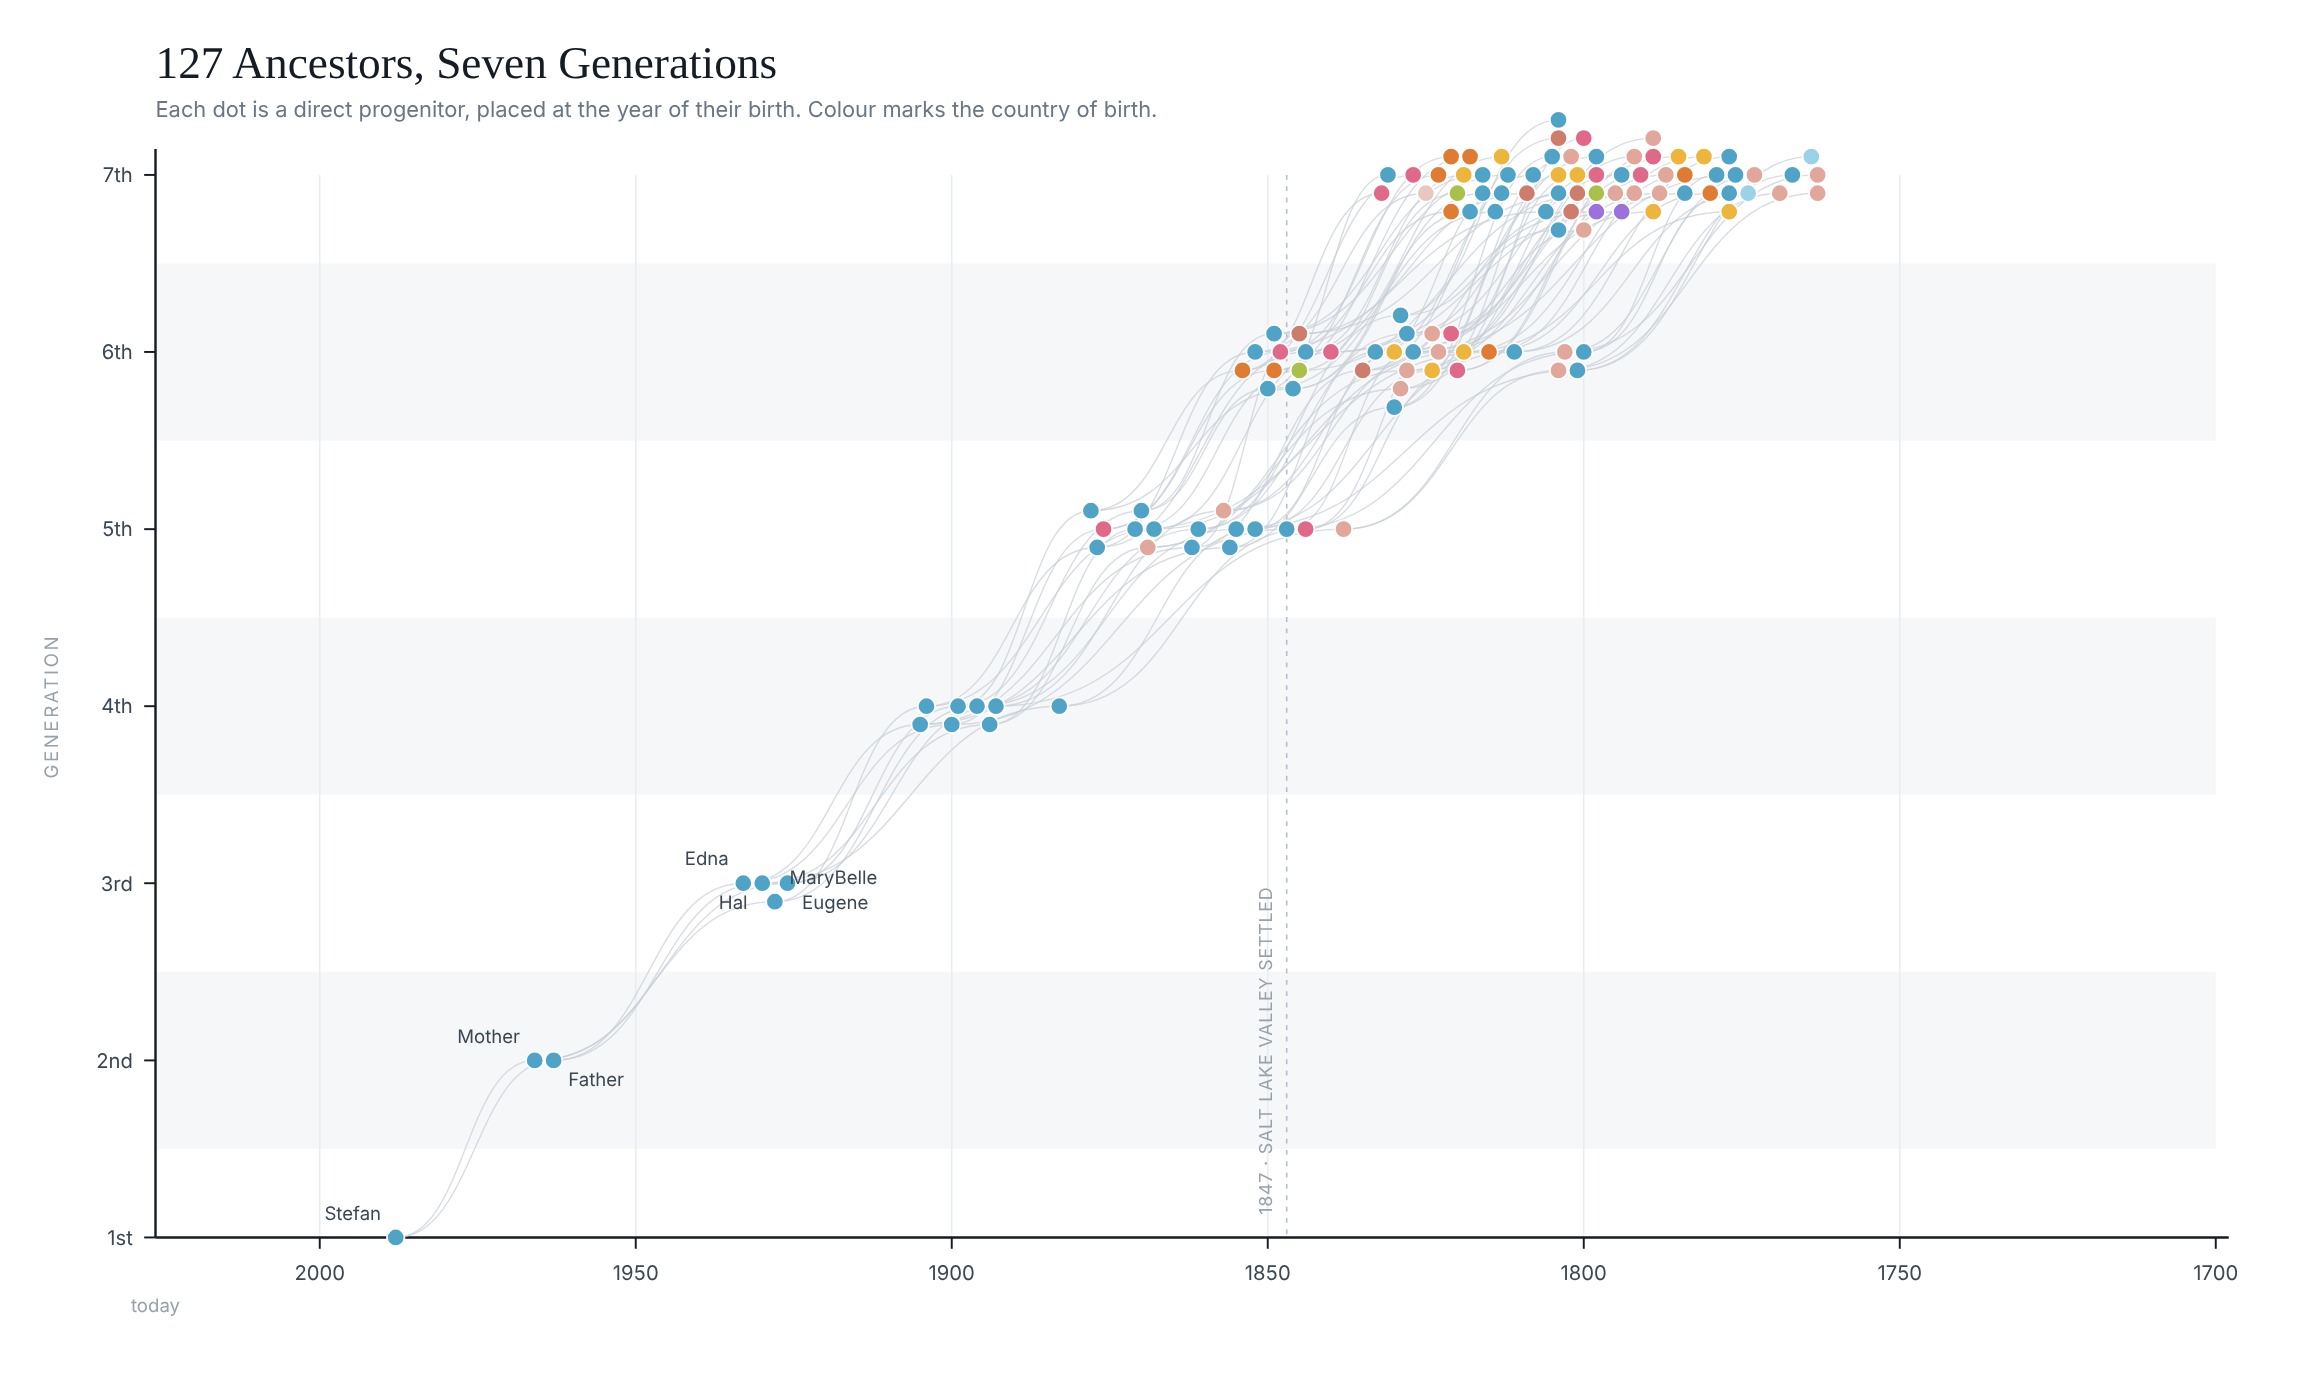 127 Ancestors, Seven Generations
Each dot is a direct progenitor, placed at the year of their birth. Colour marks the country of birth.
7th
6th
5th
GENERATION
4th
Edna
3rd
MaryBelle
Hal
Eugene
1847 · SALT LAKE VALLEY SETTLED
Mother
2nd
Father
Stefan
1st
2000
1950
1900
1850
1800
1750
1700
today